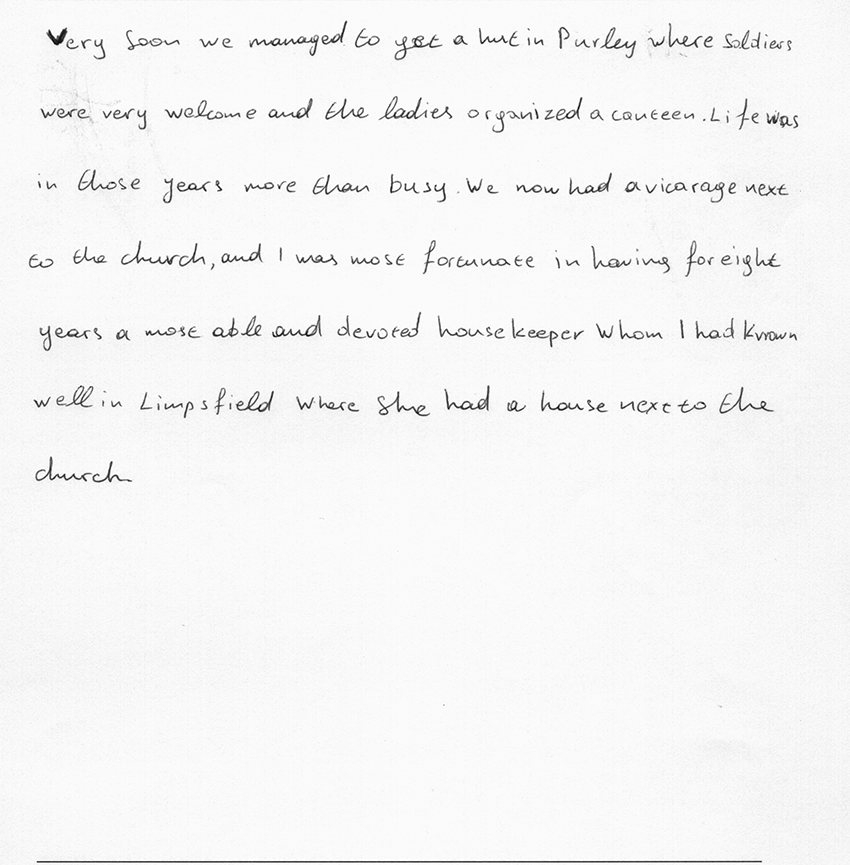 Very soon we managed to get a hut in Purley where soldiers
were very welcome and the ladies organized a canteen. Life was
in those years more than busy. We now had a vicarage next
to the church, and I was most fortunate in having for eight
years a most able and devoted housekeeper whom I had known
well in Limpsfield where she had a house next to the
church